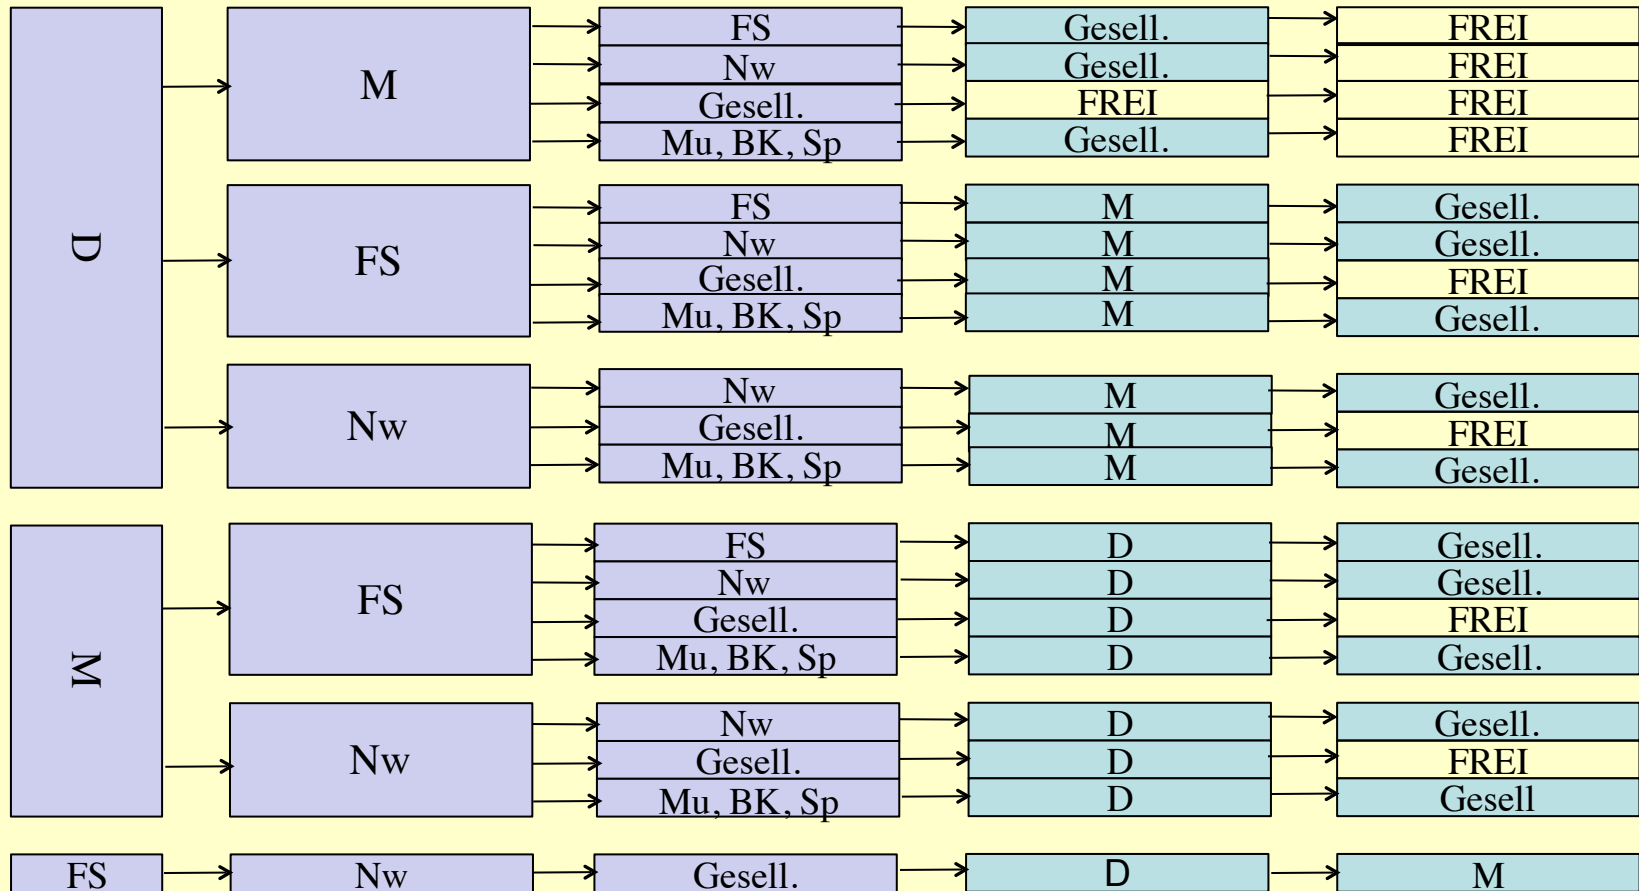 D
M
FS Gesell. FREI
Nw Gesell. FREI
Gesell. FREI FREI
Mu, BK, Sp Gesell. FREI
FS
FS M Gesell.
Nw M Gesell.
Gesell. M FREI
Mu, BK, Sp M Gesell.
Nw
Nw M Gesell.
Gesell. M FREI
Mu, BK, Sp M Gesell.
M
FS
FS D Gesell.
Nw D Gesell.
Gesell. D FREI
Mu, BK, Sp D Gesell.
Nw
Nw D Gesell.
Gesell. D FREI
Mu, BK, Sp D Gesell
FS Nw Gesell. D M